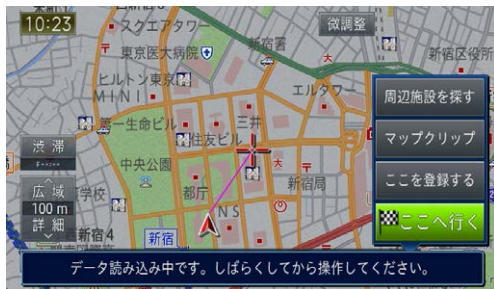 10:23
スクエアタワー
微調整
東京医大病院
新宿署
大
新宿区役所
ヒルトン東京
MINI
エルタワー
周辺施設を探す
第一生命ビル
三井
住友ビル
マップクリップ
渋滞
中央公園
大
〒
ここを登録する
広域
学校
都庁
新宿局
100m
詳細
NS
ここへ行く
新宿4
新宿
データ読み込み中です。しばらくしてから操作してください。